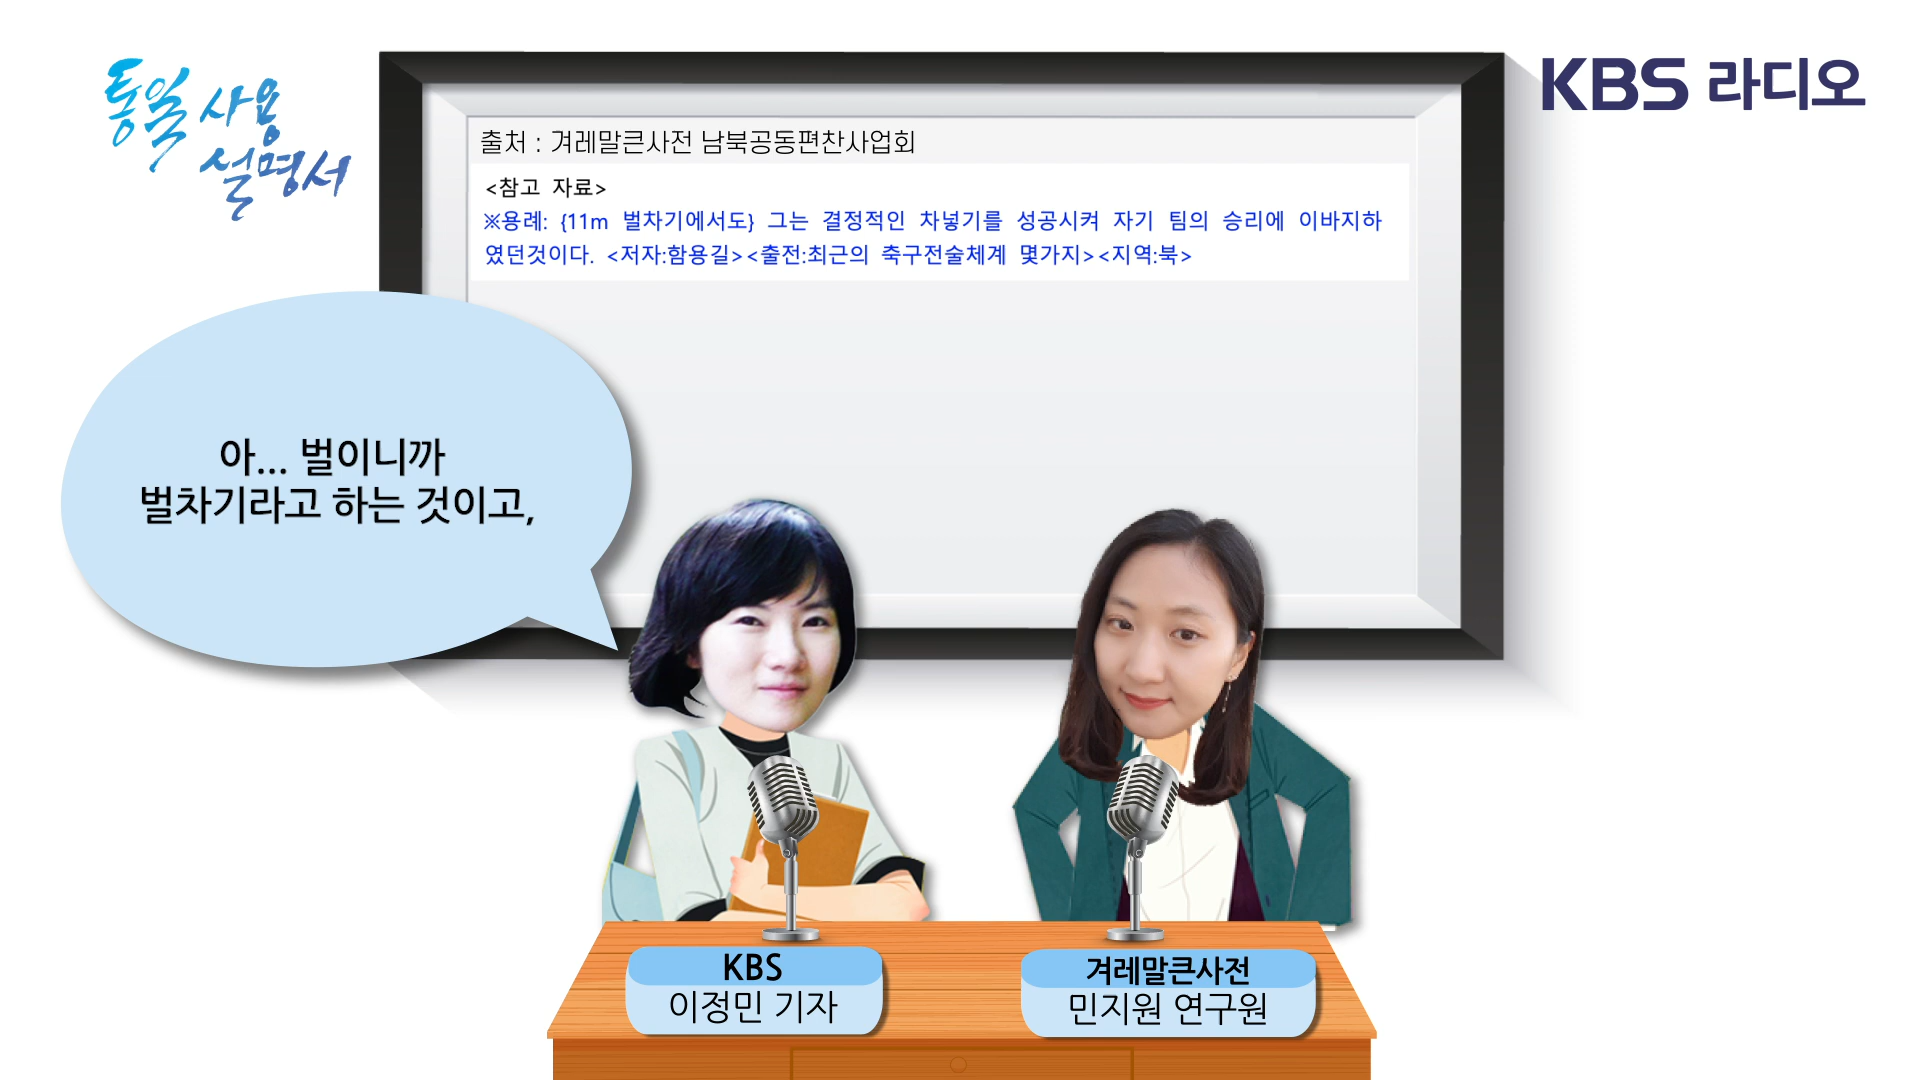 통일 사용
설명서
KBS 라디오
출처 : 겨레말큰사전 남북공동편찬사업회
<참고 자료>
※용례: {11m 벌차기에서도} 그는 결정적인 차넣기를 성공시켜 자기 팀의 승리에 이바지하
였던것이다. <저자:함용길><출전:최근의 축구전술체계 몇가지><지역:북>
아... 벌이니까
벌차기라고 하는 것이고,
KBS
이정민 기자
겨레말큰사전
민지원 연구원